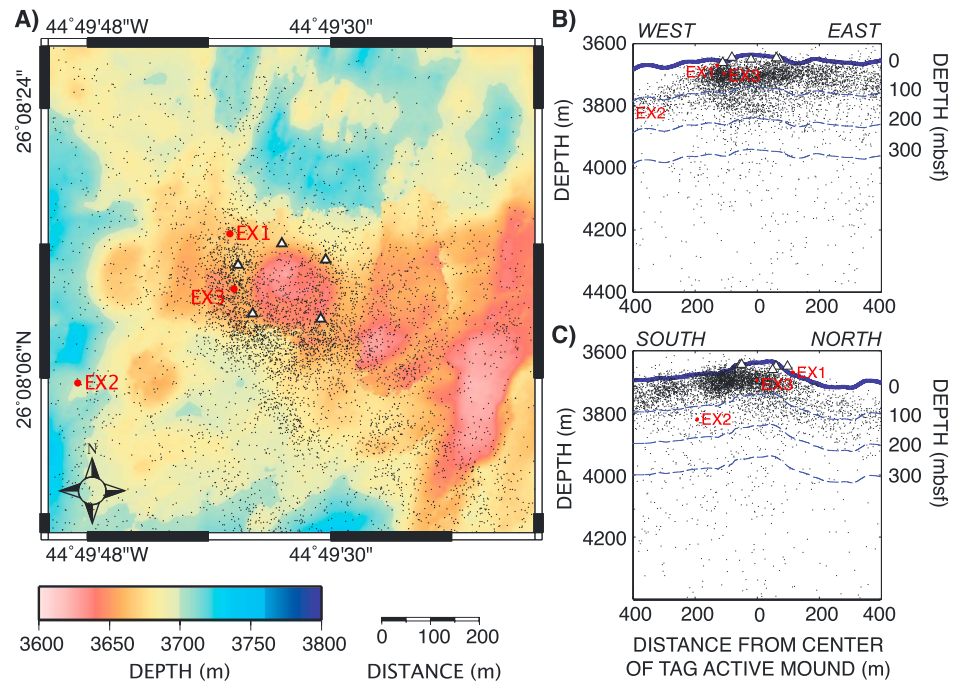 A)
44˚49'48"W
44˚49'30"
26˚08'24"
26˚08'06"N
EX1
EX3
EX2
N
44˚49'48"W
44˚49'30"
3600
3650
3700
3750
3800
DEPTH (m)
0
100
200
DISTANCE (m)
B)
WEST
EAST
3600
3800
4000
4200
4400
DEPTH (m)
0
100
200
300
DEPTH (mbsf)
EX1
EX3
EX2
400
200
0
200
400
C)
SOUTH
NORTH
3600
3800
4000
4200
DEPTH (m)
0
100
200
300
DEPTH (mbsf)
EX1
EX3
EX2
400
200
0
200
400
DISTANCE FROM CENTER
OF TAG ACTIVE MOUND (m)